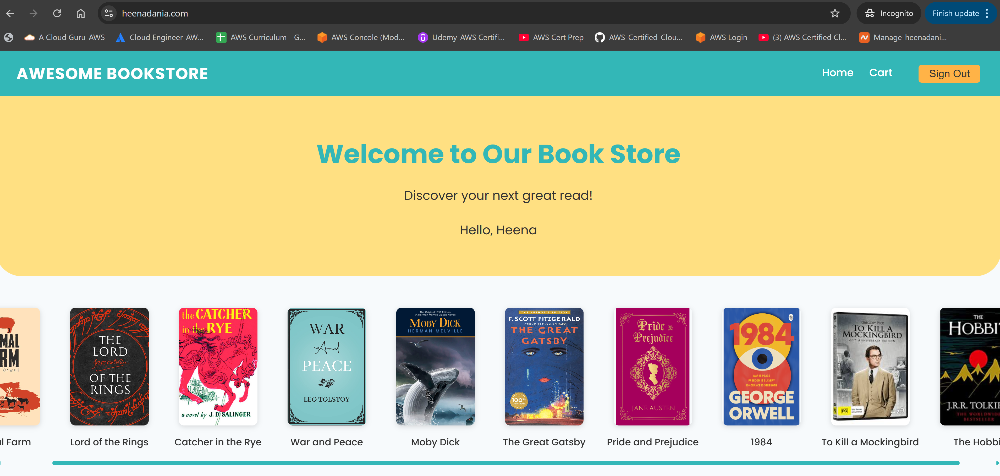 heenadania.com
Incognito
Finish update
A Cloud Guru-AWS
Cloud Engineer-AW...
AWS Curriculum - G...
AWS Concole (Mod...
Udemy-AWS Certifi...
AWS Cert Prep
AWS-Certified-Clou...
AWS Login
(3) AWS Certified Cl...
Manage-heenadani...
AWESOME BOOKSTORE
Home
Cart
Sign Out
Welcome to Our Book Store
Discover your next great read!
Hello, Heena
MAL
RM
Orwell
THE
LORD
J.R.R. Tolkien
OF THE
RINGS
the CATCHER
in the RYE
a novel by J. D. SALINGER
WAR
And
PEACE
LEO TOLSTOY
The Original 1851 Edition
(A Herman Melville Classic Novel)
MOBY DICK
HERMAN MELVILLE
THE AUTHOR'S EDITION
F. SCOTT FITZGERALD
INTRODUCTION BY JESMYN WARD
THE GREAT
GATSBY
100TH
ANNIVERSARY
Pride &
Prejudice
JANE AUSTEN
1984
WAR IS PEACE
FREEDOM IS SLAVERY
IGNORANCE IS STRENGTH
GEORGE
ORWELL
GREGORY PECK
TO KILL A
MOCKINGBIRD
60TH ANNIVERSARY EDITION
PG
THE
HOBBI
J.R.R. TOLKIE
THE WORLDWIDE
BESTSELLER
l Farm
Lord of the Rings
Catcher in the Rye
War and Peace
Moby Dick
The Great Gatsby
Pride and Prejudice
1984
To Kill a Mockingbird
The Hobbi